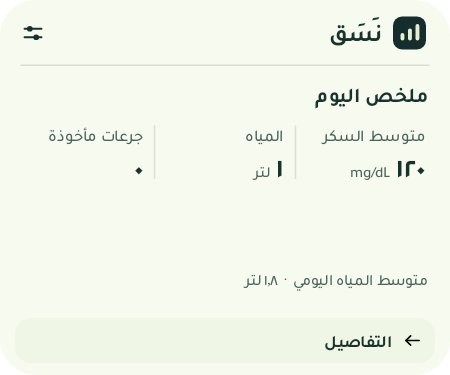 نَسَق
ملخص اليوم
متوسط السكر
١٢٠ mg/dL
المياه
١ لتر
جرعات مأخوذة
٠
متوسط المياه اليومي · ١٫٨ لتر
التفاصيل